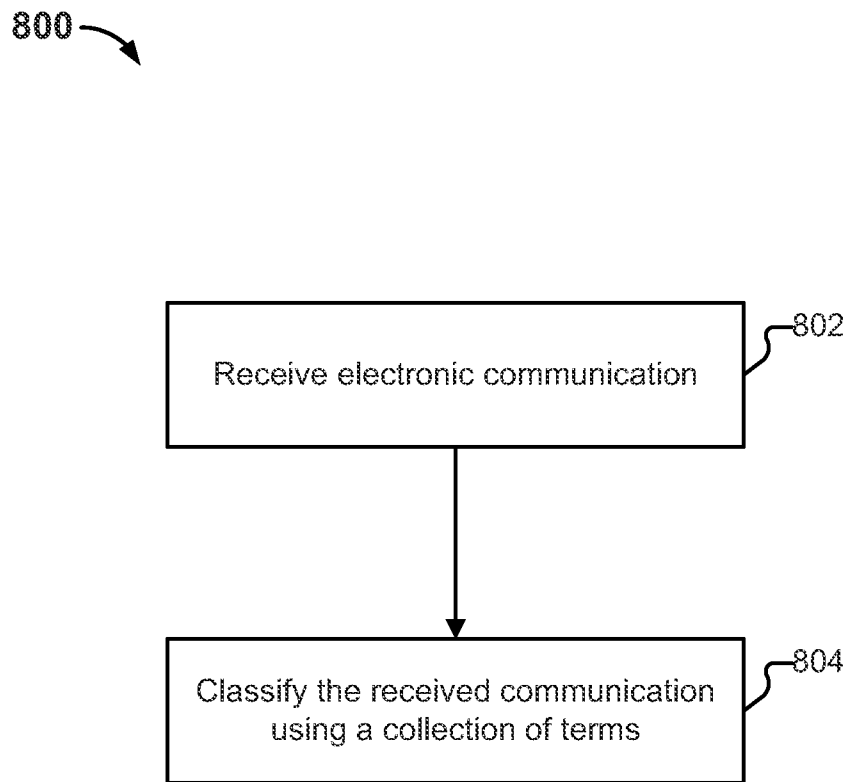 800
802
Receive electronic communication
804
Classify the received communication
using a collection of terms